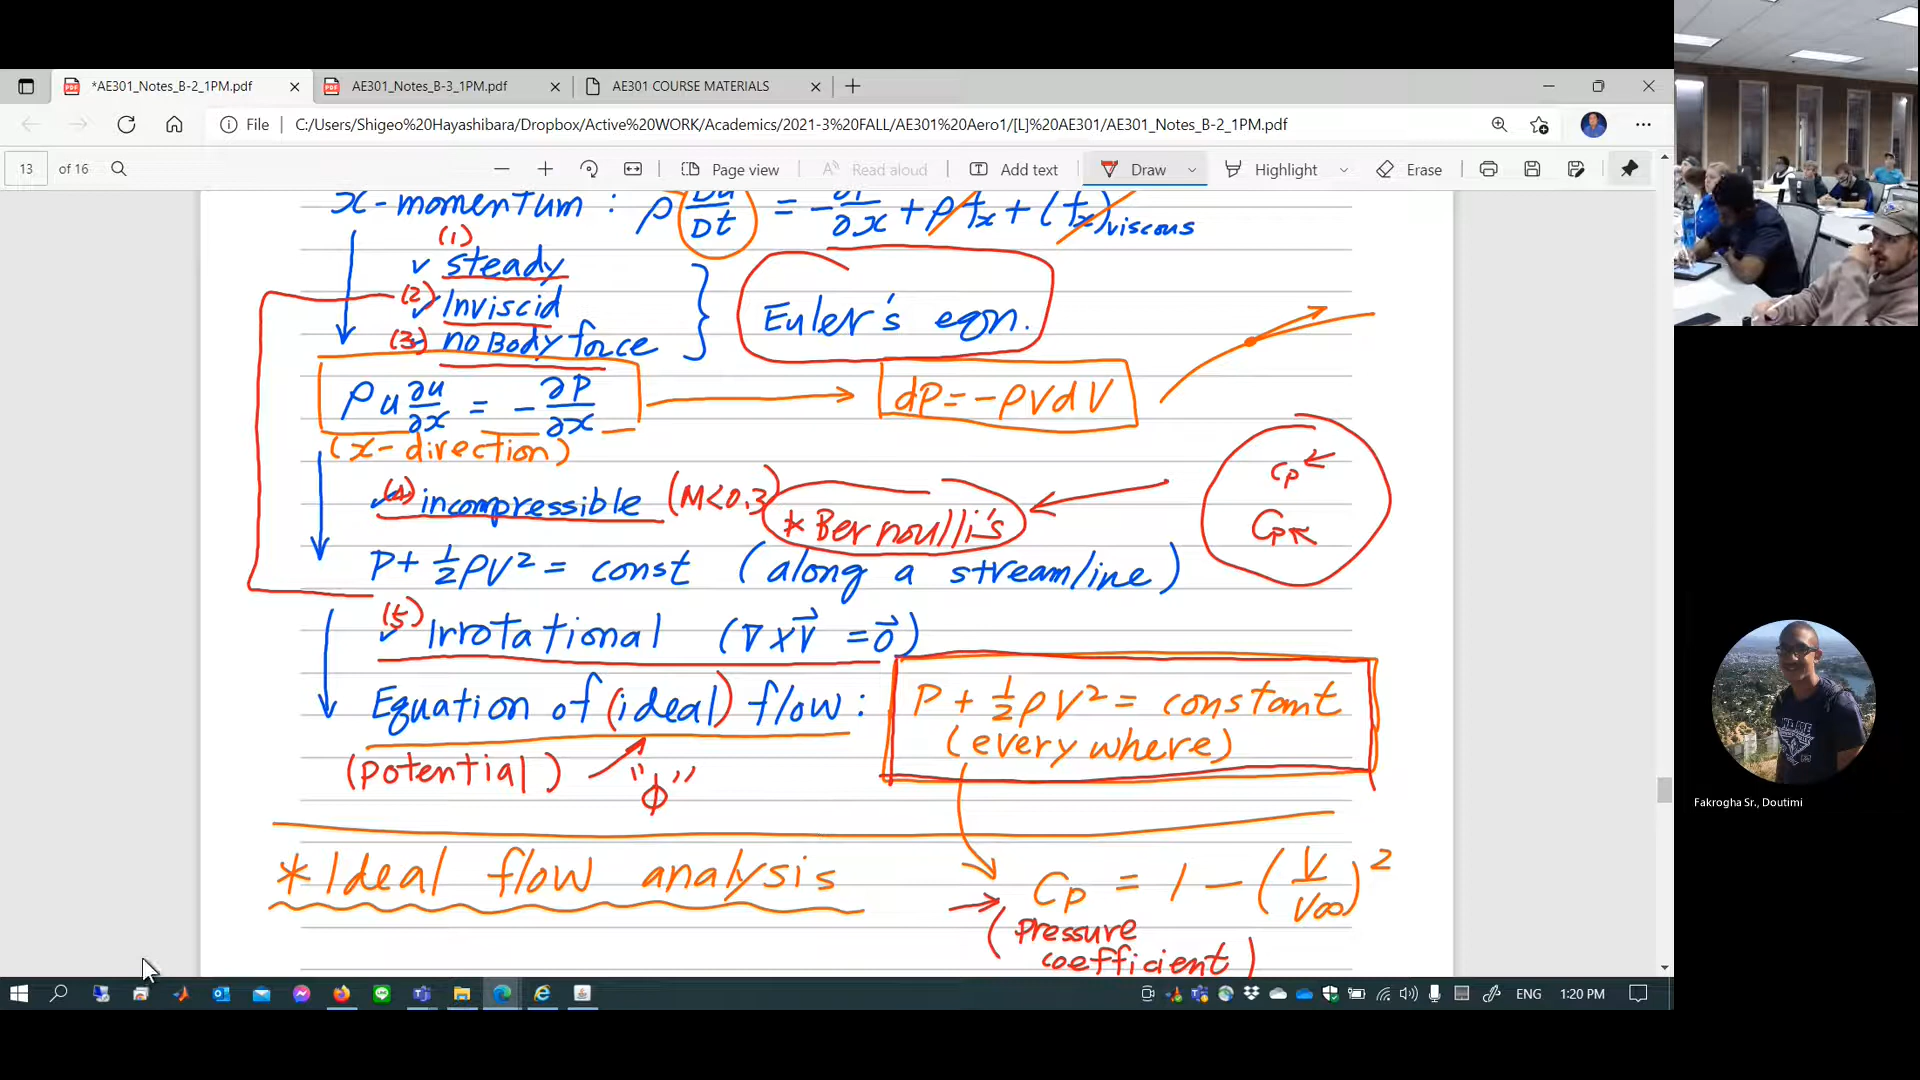 *AE301_Notes_B-2_1PM.pdf
AE301_Notes_B-3_1PM.pdf
AE301 COURSE MATERIALS
File
C:/Users/Shigeo%20Hayashibara/Dropbox/Active%20WORK/Academics/2021-3%20FALL/AE301%20Aero1/[L]%20AE301/AE301_Notes_B-2_1PM.pdf
13 of 16
Page view
Read aloud
Add text
Draw
Highlight
Erase
x-momentum : ρ Du/Dt = -∂P/∂x + ρfx + (fx)viscous
(1)
✓ steady
(2) ✓ Inviscid
(3) no Body force
Euler's eqn.
ρu ∂u/∂x = - ∂P/∂x
dP = -ρVdV
(x-direction)
(4) incompressible (M<0.3)
*Bernoulli's
cp
Cp
P + ½ρV² = const (along a streamline)
(5)
✓ Irrotational (∇×V⃗ = 0⃗)
Equation of (ideal) flow:
P + ½ρV² = constant
(everywhere)
(potential)
"φ"
*Ideal flow analysis
Cp = 1 - (V/V∞)²
(pressure
coefficient)
Fakrogha Sr., Doutimi
ENG
1:20 PM